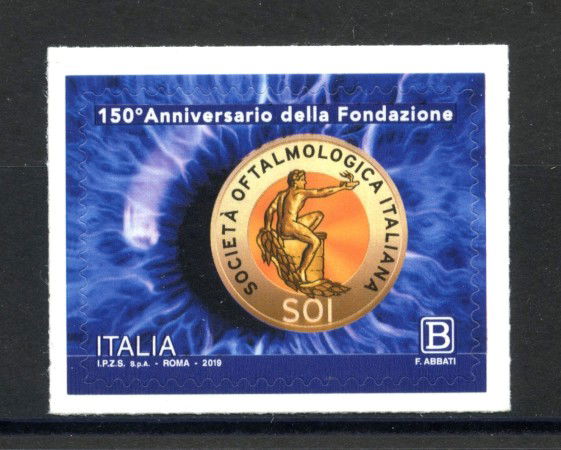 150°Anniversario della Fondazione
SOCIETÀ OFTALMOLOGICA ITALIANA
SOI
ITALIA
B
I.P.Z.S. S.p.A. - ROMA - 2019
F. ABBATI